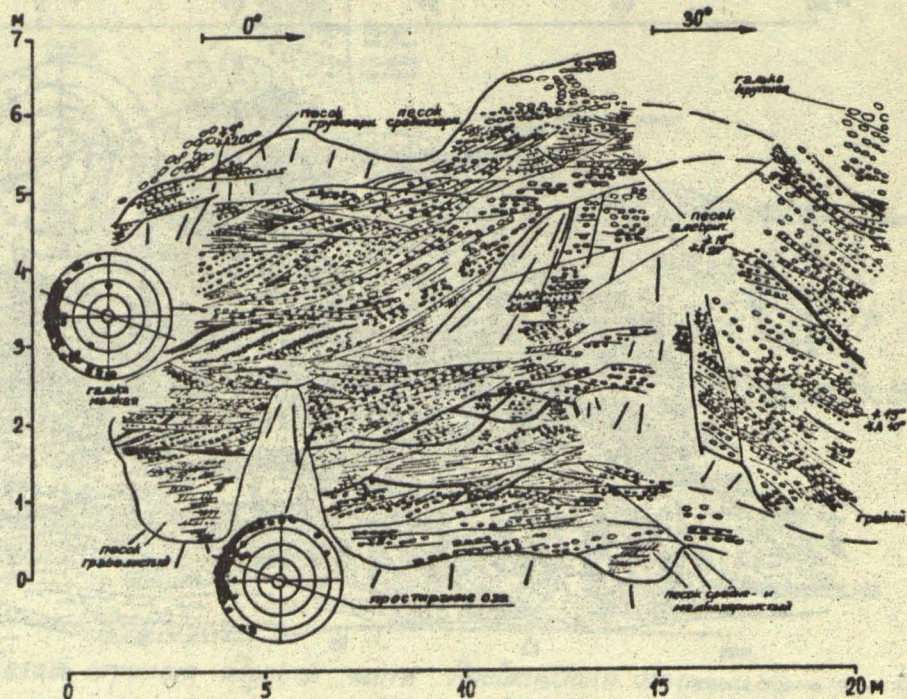 М
7
0°
30°
6
галька
крупная
песок
грубозерн.
песок
среднезерн.
5
песок
алеврис.
4
3
галька
мелкая
2
1
гравий
песок
гравелистый
0
простирание оза
песок средне- и
мелкозернистый
0
5
10
15
20 М